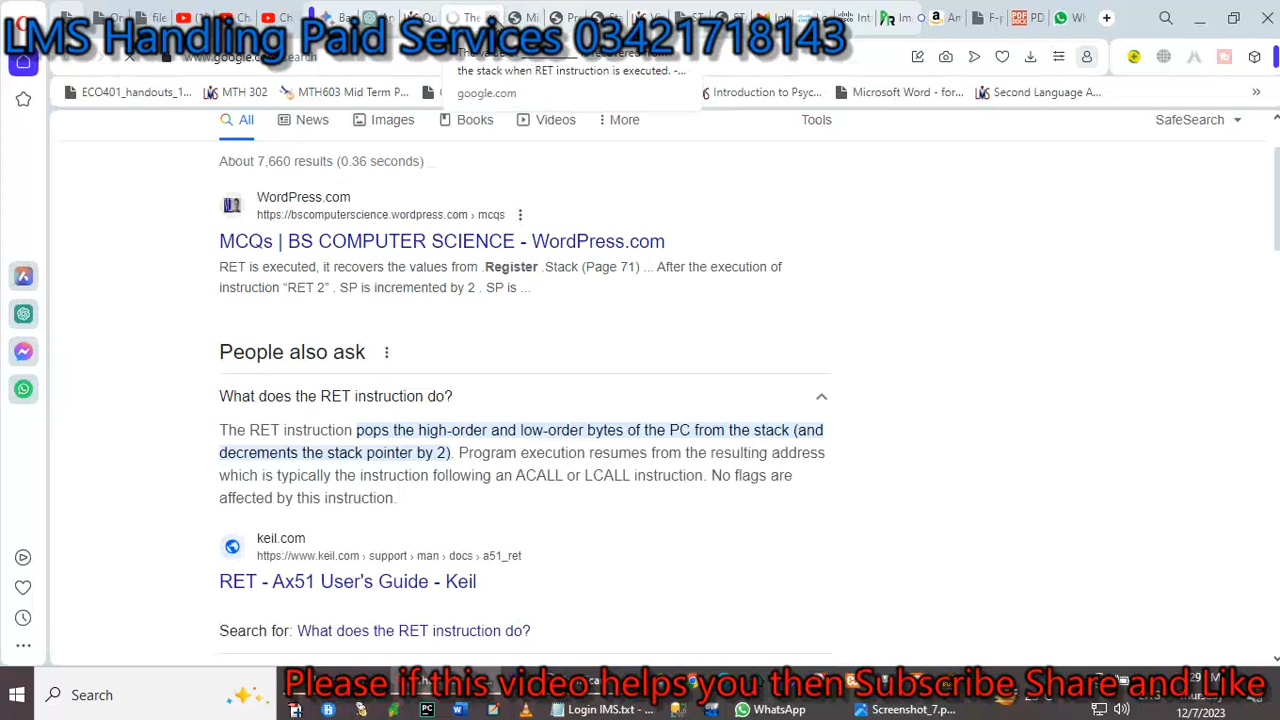 LMS Handling Paid Services 03421718143
the stack when RET instruction is executed. -...
google.com
ECO401_handouts_1...
MTH 302
MTH603 Mid Term P...
Introduction to Psyc...
Microsoft Word - for...
Second Language A...
All
News
Images
Books
Videos
More
Tools
SafeSearch
About 7,660 results (0.36 seconds)
WordPress.com
https://bscomputerscience.wordpress.com › mcqs
MCQs | BS COMPUTER SCIENCE - WordPress.com
RET is executed, it recovers the values from .Register .Stack (Page 71) ... After the execution of
instruction “RET 2” . SP is incremented by 2 . SP is ...
People also ask
What does the RET instruction do?
The RET instruction pops the high-order and low-order bytes of the PC from the stack (and
decrements the stack pointer by 2). Program execution resumes from the resulting address
which is typically the instruction following an ACALL or LCALL instruction. No flags are
affected by this instruction.
keil.com
https://www.keil.com › support › man › docs › a51_ret
RET - Ax51 User's Guide - Keil
Search for: What does the RET instruction do?
Please if this video helps you then Subscribe Share and Like
Search
Login IMS.txt - ...
WhatsApp
Screenshot_7.p...
12/7/2023